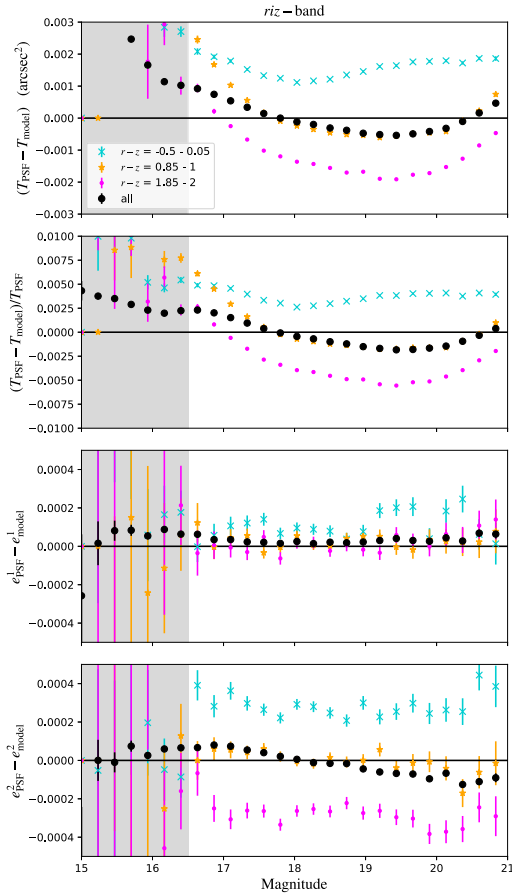 riz−band
0.003
0.002
0.001
0.000
−0.001
−0.002
−0.003
(T_PSF − T_model) (arcsec²)
r−z = -0.5 - 0.05
r−z = 0.85 - 1
r−z = 1.85 - 2
all
0.0100
0.0075
0.0050
0.0025
0.0000
−0.0025
−0.0050
−0.0075
−0.0100
(T_PSF − T_model)/T_PSF
0.0004
0.0002
0.0000
−0.0002
−0.0004
e¹_PSF − e¹_model
0.0004
0.0002
0.0000
−0.0002
−0.0004
e²_PSF − e²_model
15 16 17 18 19 20 21
Magnitude